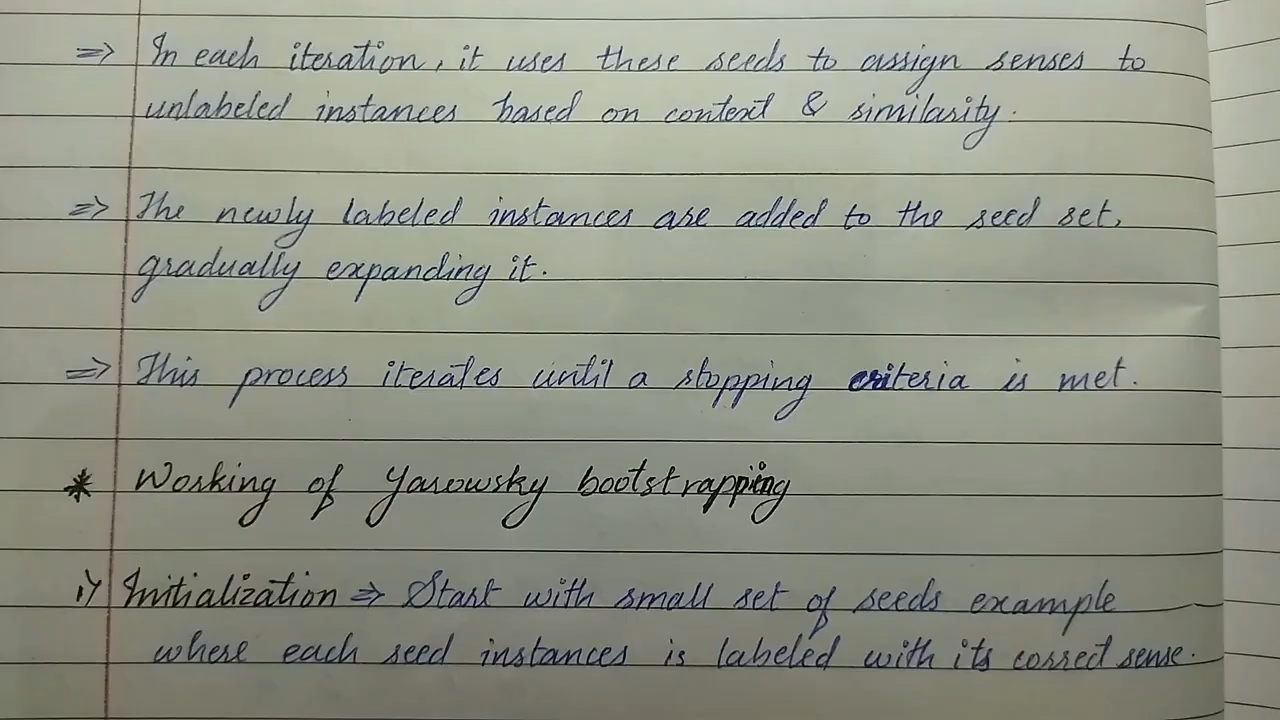 ⇒ In each iteration, it uses these seeds to assign senses to
unlabeled instances based on context & similarity.
⇒ The newly labeled instances are added to the seed set,
gradually expanding it.
⇒ This process iterates until a stopping criteria is met.
* Working of Yarowsky bootstrapping
i) Initialization ⇒ Start with small set of seeds example
where each seed instances is labeled with its correct sense.